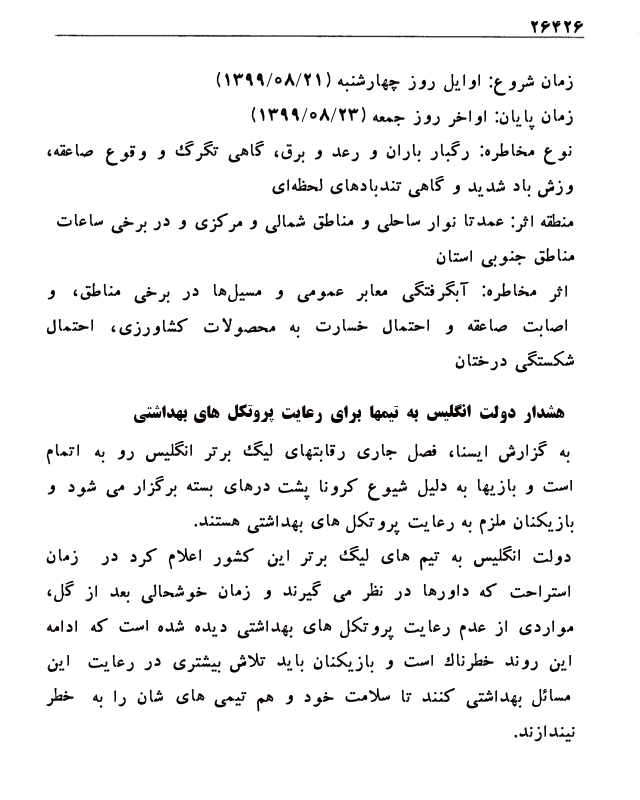 ۲۶۴۲۶
زمان شروع: اوایل روز چهارشنبه (۱۳۹۹/۰۸/۲۱)
زمان پایان: اواخر روز جمعه (۱۳۹۹/۰۸/۲۳)
نوع مخاطره: رگبار باران و رعد و برق، گاهی تگرگ و وقوع صاعقه،
وزش باد شدید و گاهی تندبادهای لحظه‌ای
منطقه اثر: عمدتا نوار ساحلی و مناطق شمالی و مرکزی و در برخی ساعات
مناطق جنوبی استان
اثر مخاطره: آبگرفتگی معابر عمومی و مسیل‌ها در برخی مناطق، و
اصابت صاعقه و احتمال خسارت به محصولات کشاورزی، احتمال
شکستگی درختان
هشدار دولت انگلیس به تیمها برای رعایت پروتکل های بهداشتی
به گزارش ایسنا، فصل جاری رقابتهای لیگ برتر انگلیس رو به اتمام
است و بازیها به دلیل شیوع کرونا پشت درهای بسته برگزار می شود و
بازیکنان ملزم به رعایت پروتکل های بهداشتی هستند.
دولت انگلیس به تیم های لیگ برتر این کشور اعلام کرد در زمان
استراحت که داورها در نظر می گیرند و زمان خوشحالی بعد از گل،
مواردی از عدم رعایت پروتکل های بهداشتی دیده شده است که ادامه
این روند خطرناک است و بازیکنان باید تلاش بیشتری در رعایت این
مسائل بهداشتی کنند تا سلامت خود و هم تیمی های شان را به خطر
نیندازند.